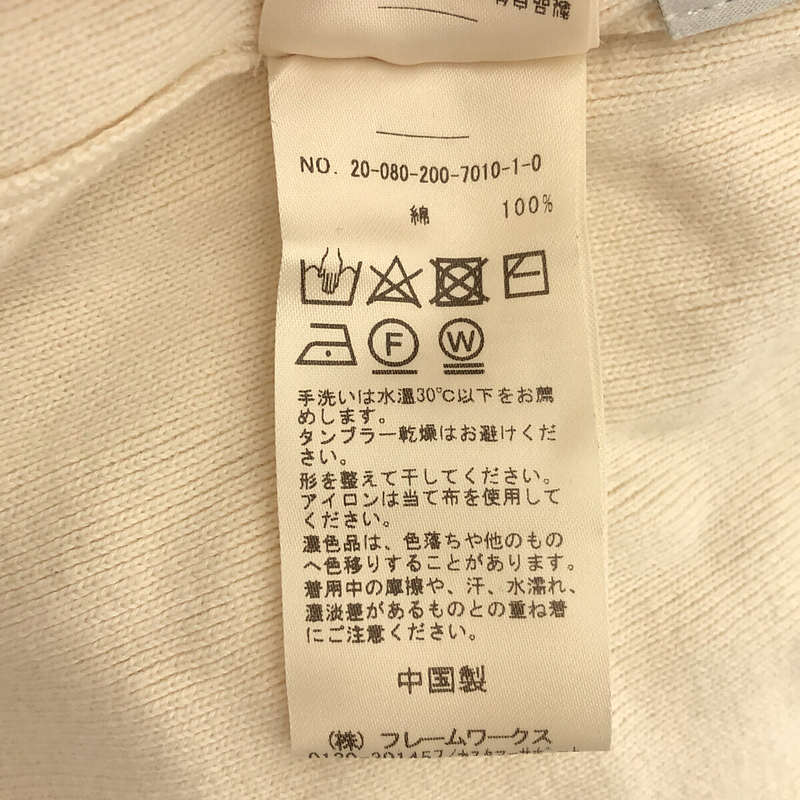 NO. 20-080-200-7010-1-0
綿 100%
F W
手洗いは水温30℃以下をお薦
めします。
タンブラー乾燥はお避けくだ
さい。
形を整えて干してください。
アイロンは当て布を使用して
ください。
濃色品は、色落ちや他のもの
へ色移りすることがあります。
着用中の摩擦や、汗、水濡れ、
濃淡差があるものとの重ね着
にご注意ください。
中国製
（株）フレームワークス